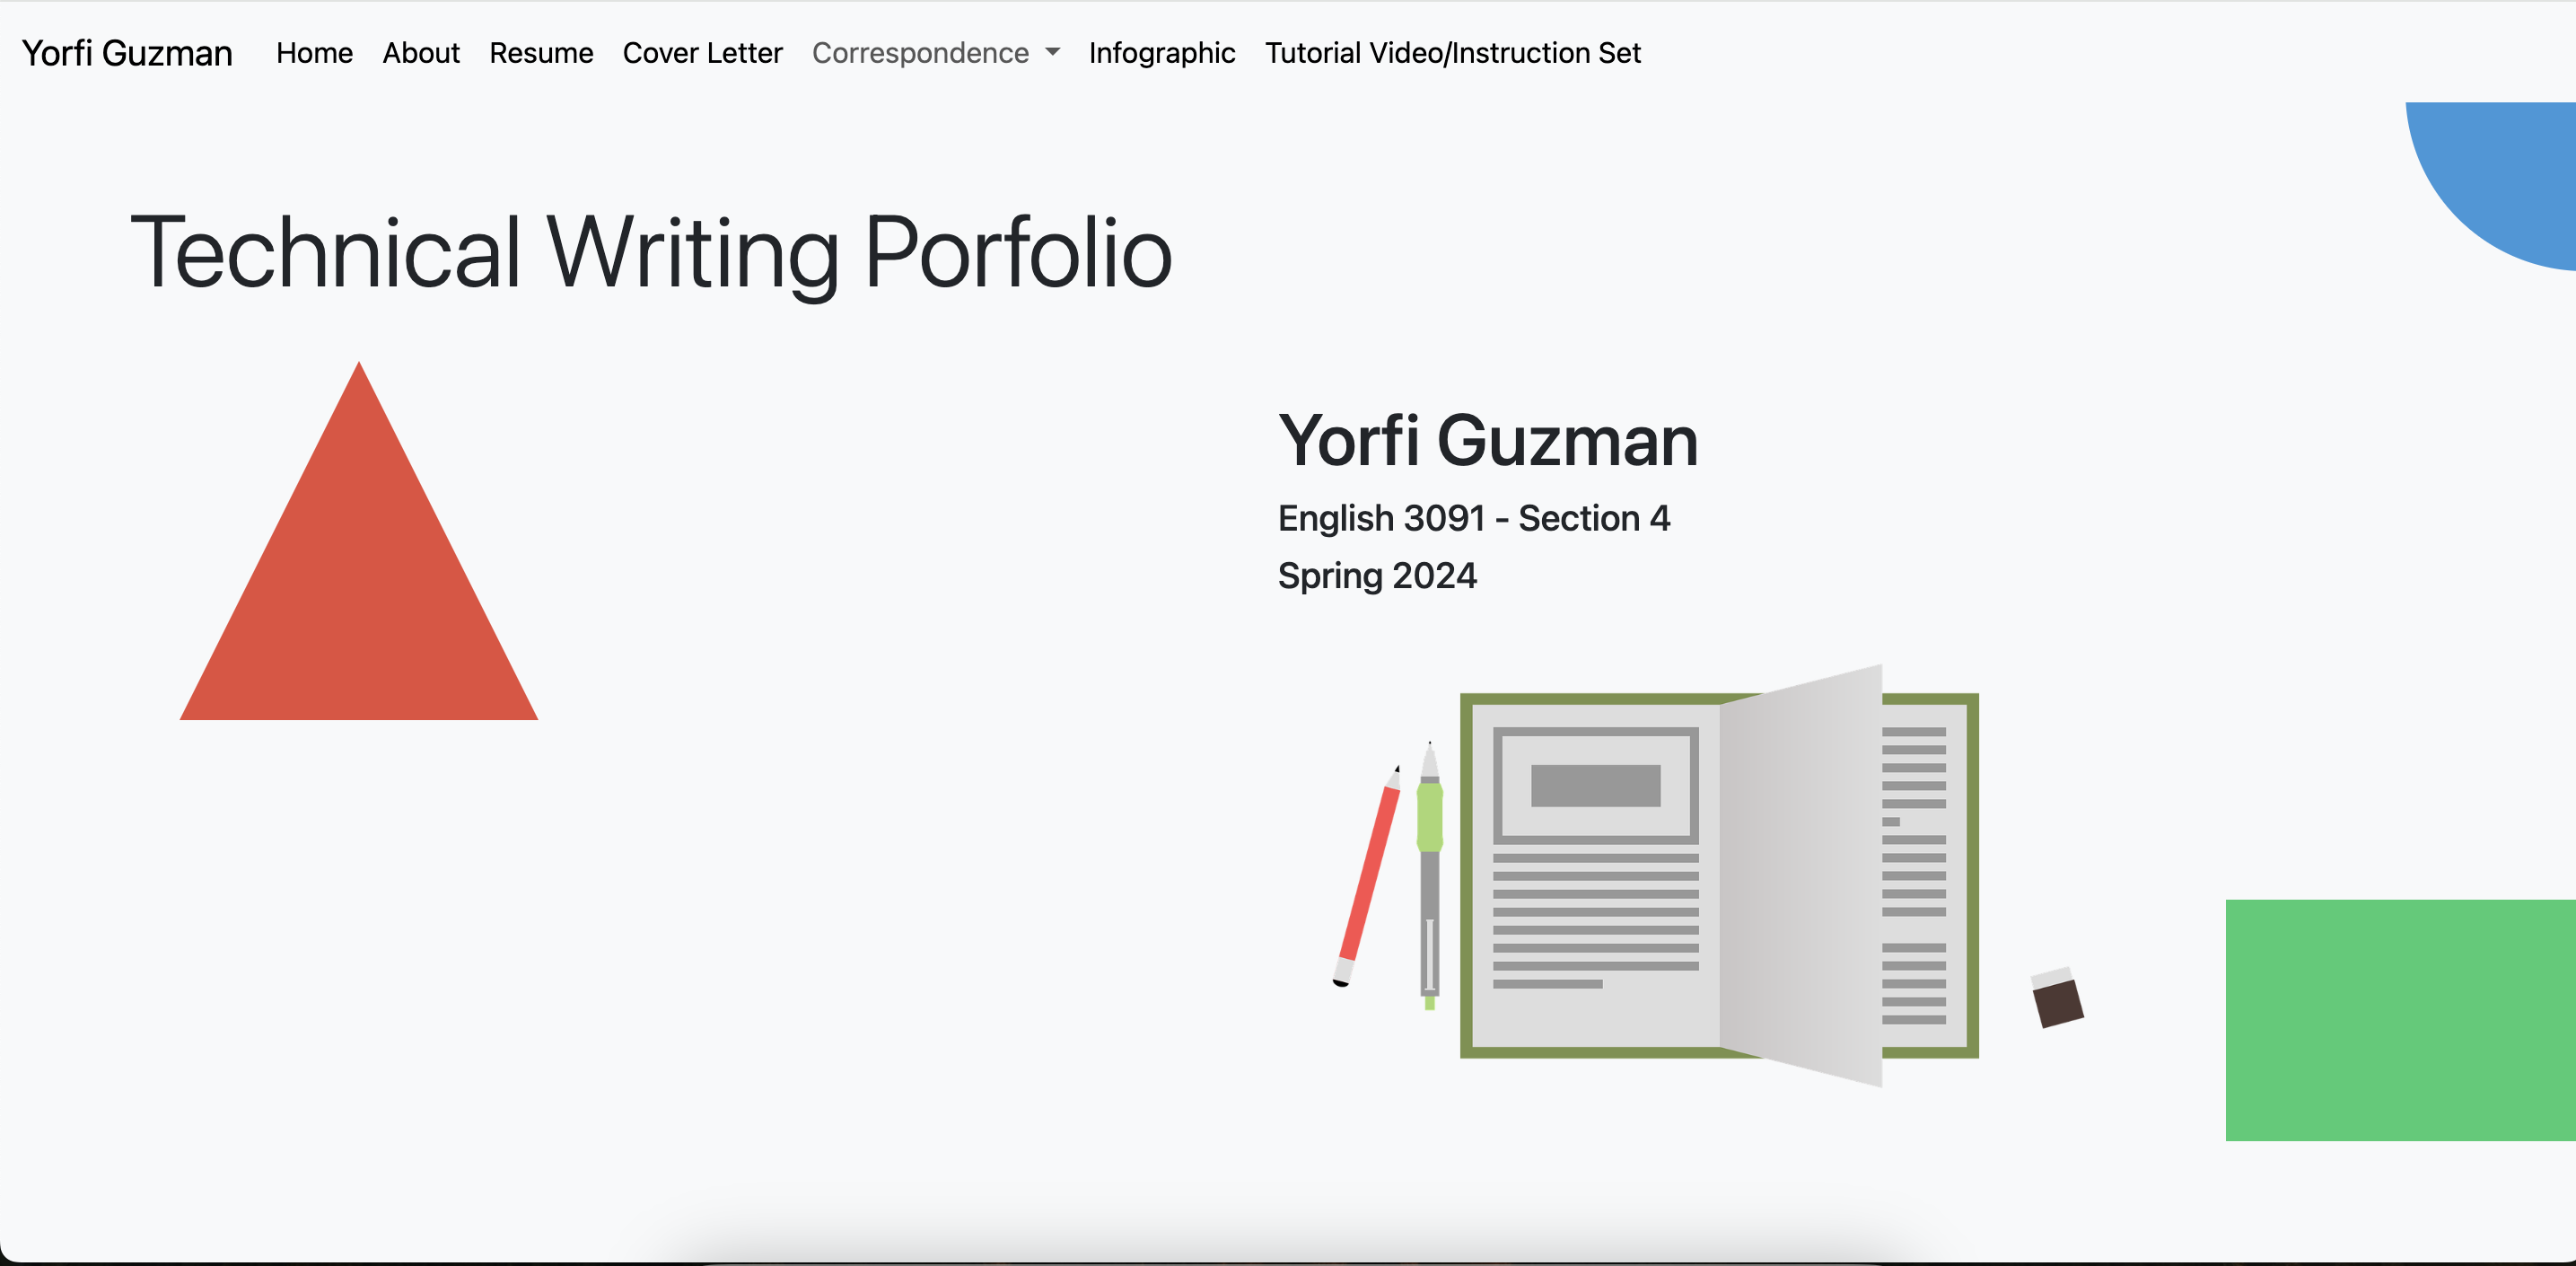 Yorfi Guzman Home About Resume Cover Letter Correspondence Infographic Tutorial Video/Instruction Set
Technical Writing Porfolio
Yorfi Guzman
English 3091 - Section 4
Spring 2024